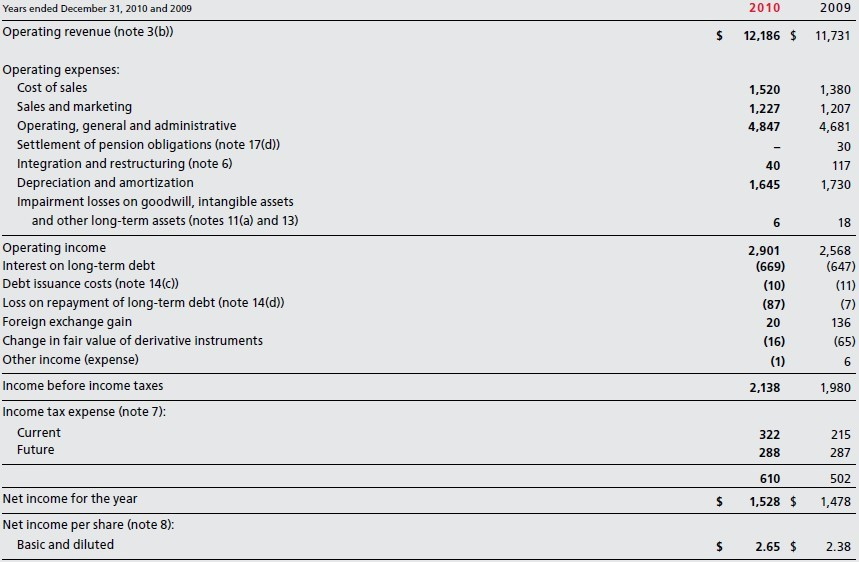 Years ended December 31, 2010 and 2009 2010 2009
Operating revenue (note 3(b)) $ 12,186 $ 11,731
Operating expenses:
Cost of sales 1,520 1,380
Sales and marketing 1,227 1,207
Operating, general and administrative 4,847 4,681
Settlement of pension obligations (note 17(d)) – 30
Integration and restructuring (note 6) 40 117
Depreciation and amortization 1,645 1,730
Impairment losses on goodwill, intangible assets
and other long-term assets (notes 11(a) and 13) 6 18
Operating income 2,901 2,568
Interest on long-term debt (669) (647)
Debt issuance costs (note 14(c)) (10) (11)
Loss on repayment of long-term debt (note 14(d)) (87) (7)
Foreign exchange gain 20 136
Change in fair value of derivative instruments (16) (65)
Other income (expense) (1) 6
Income before income taxes 2,138 1,980
Income tax expense (note 7):
Current 322 215
Future 288 287
610 502
Net income for the year $ 1,528 $ 1,478
Net income per share (note 8):
Basic and diluted $ 2.65 $ 2.38